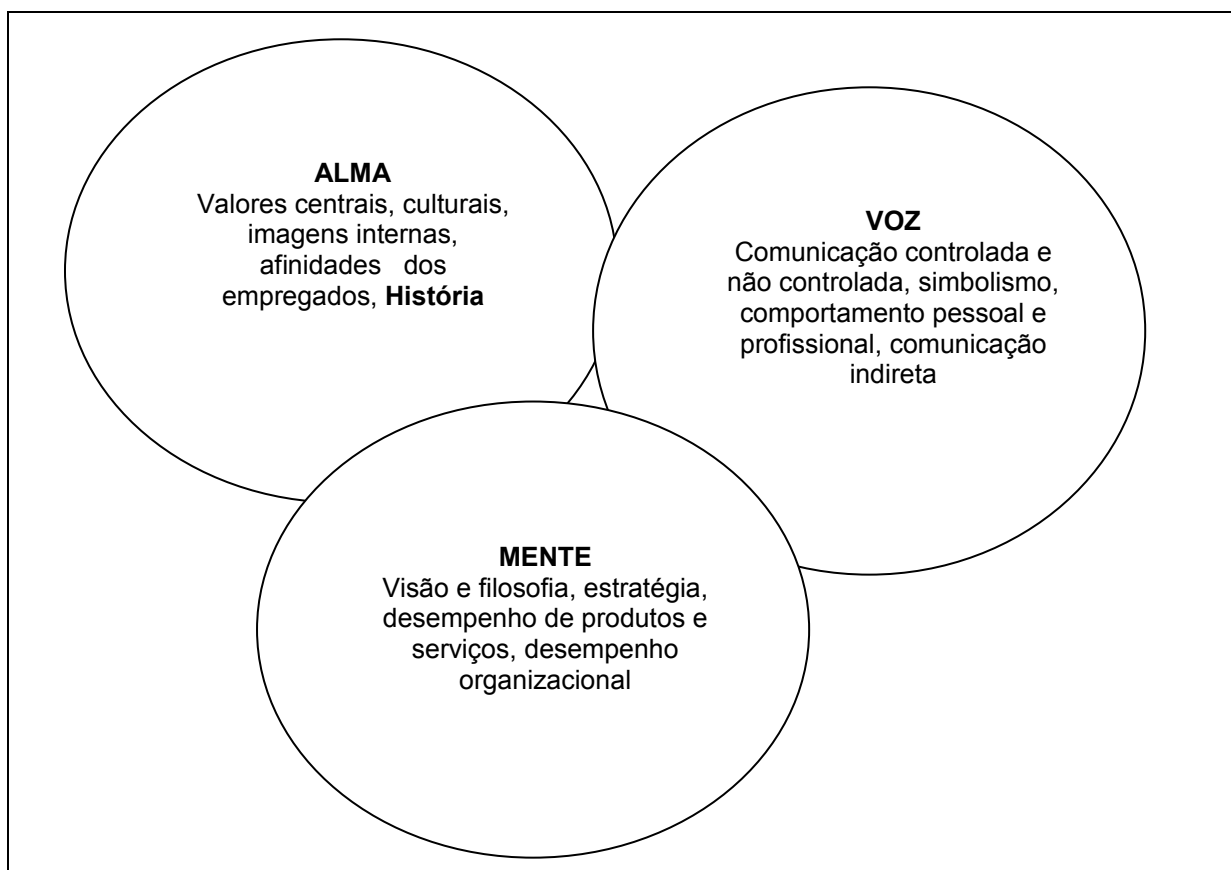 ALMA
Valores centrais, culturais,
imagens internas,
afinidades dos
empregados, História
VOZ
Comunicação controlada e
não controlada, simbolismo,
comportamento pessoal e
profissional, comunicação
indireta
MENTE
Visão e filosofia, estratégia,
desempenho de produtos e
serviços, desempenho
organizacional